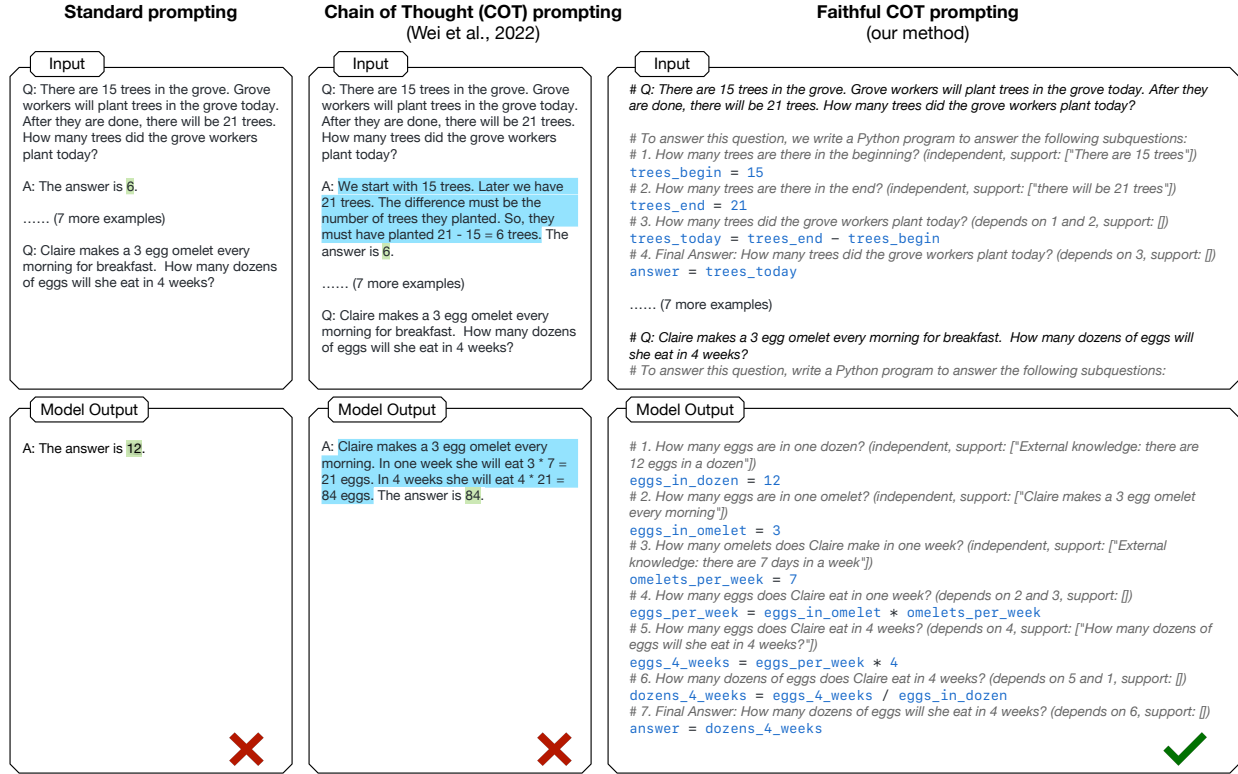 Standard prompting
Input
Q: There are 15 trees in the grove. Grove
workers will plant trees in the grove today.
After they are done, there will be 21 trees.
How many trees did the grove workers
plant today?
A: The answer is 6.
…… (7 more examples)
Q: Claire makes a 3 egg omelet every
morning for breakfast.  How many dozens
of eggs will she eat in 4 weeks?
Model Output
A: The answer is 12.
Chain of Thought (COT) prompting
(Wei et al., 2022)
Input
Q: There are 15 trees in the grove. Grove
workers will plant trees in the grove today.
After they are done, there will be 21 trees.
How many trees did the grove workers
plant today?
A: We start with 15 trees. Later we have
21 trees. The difference must be the
number of trees they planted. So, they
must have planted 21 - 15 = 6 trees. The
answer is 6.
…… (7 more examples)
Q: Claire makes a 3 egg omelet every
morning for breakfast.  How many dozens
of eggs will she eat in 4 weeks?
Model Output
A: Claire makes a 3 egg omelet every
morning. In one week she will eat 3 * 7 =
21 eggs. In 4 weeks she will eat 4 * 21 =
84 eggs. The answer is 84.
Faithful COT prompting
(our method)
Input
# Q: There are 15 trees in the grove. Grove workers will plant trees in the grove today. After they
are done, there will be 21 trees. How many trees did the grove workers plant today?
# To answer this question, we write a Python program to answer the following subquestions:
# 1. How many trees are there in the beginning? (independent, support: ["There are 15 trees"])
trees_begin = 15
# 2. How many trees are there in the end? (independent, support: ["there will be 21 trees"])
trees_end = 21
# 3. How many trees did the grove workers plant today? (depends on 1 and 2, support: [])
trees_today = trees_end − trees_begin
# 4. Final Answer: How many trees did the grove workers plant today? (depends on 3, support: [])
answer = trees_today
…… (7 more examples)
# Q: Claire makes a 3 egg omelet every morning for breakfast.  How many dozens of eggs will
she eat in 4 weeks?
# To answer this question, write a Python program to answer the following subquestions:
Model Output
# 1. How many eggs are in one dozen? (independent, support: ["External knowledge: there are
12 eggs in a dozen"])
eggs_in_dozen = 12
# 2. How many eggs are in one omelet? (independent, support: ["Claire makes a 3 egg omelet
every morning"])
eggs_in_omelet = 3
# 3. How many omelets does Claire make in one week? (independent, support: ["External
knowledge: there are 7 days in a week"])
omelets_per_week = 7
# 4. How many eggs does Claire eat in one week? (depends on 2 and 3, support: [])
eggs_per_week = eggs_in_omelet * omelets_per_week
# 5. How many eggs does Claire eat in 4 weeks? (depends on 4, support: ["How many dozens of
eggs will she eat in 4 weeks?"])
eggs_4_weeks = eggs_per_week * 4
# 6. How many dozens of eggs does Claire eat in 4 weeks? (depends on 5 and 1, support: [])
dozens_4_weeks = eggs_4_weeks / eggs_in_dozen
# 7. Final Answer: How many dozens of eggs will she eat in 4 weeks? (depends on 6, support: [])
answer = dozens_4_weeks